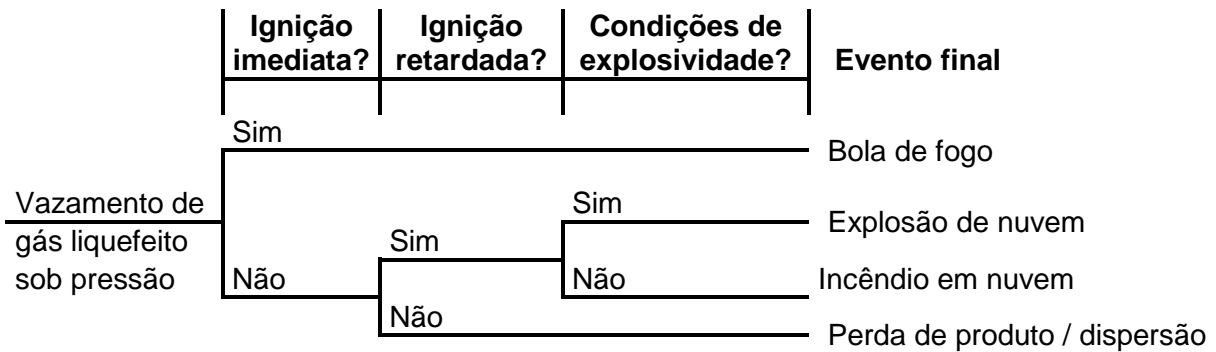 Ignição imediata?
Ignição retardada?
Condições de explosividade?
Evento final
Sim
Bola de fogo
Vazamento de
gás liquefeito
sob pressão
Sim
Explosão de nuvem
Sim
Não
Não
Incêndio em nuvem
Não
Perda de produto / dispersão